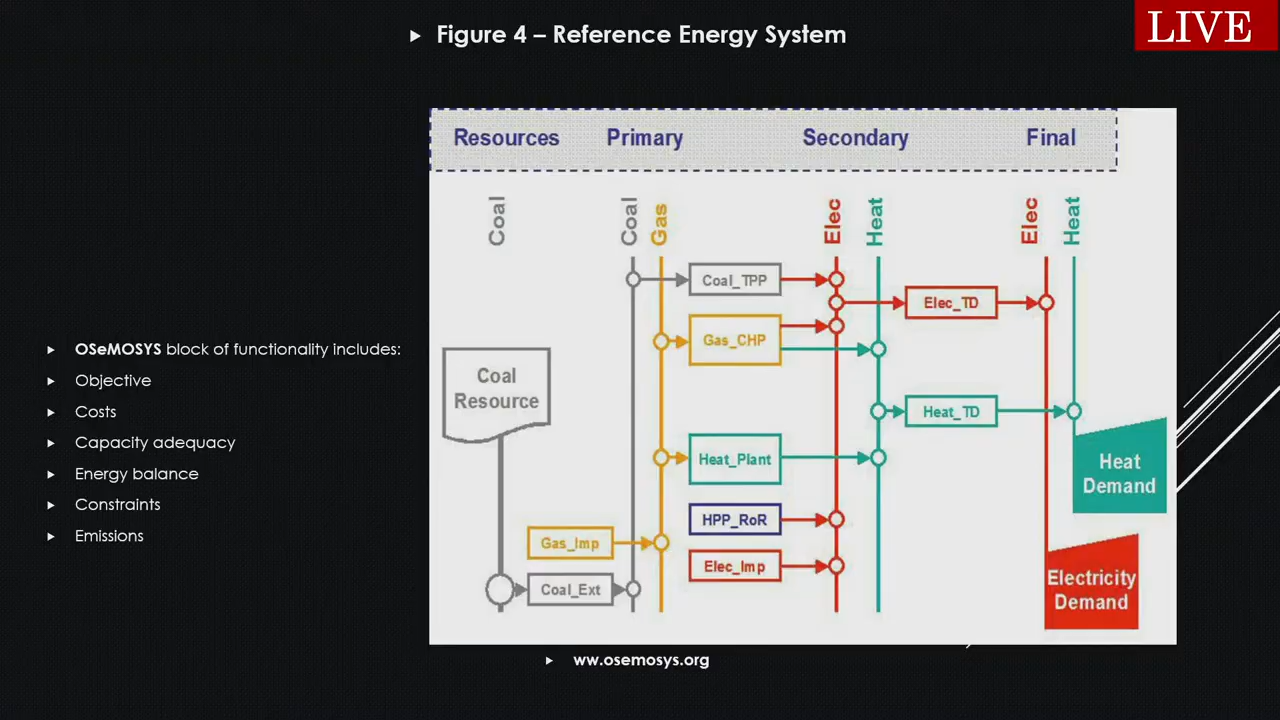 Figure 4 – Reference Energy System
LIVE
Resources Primary Secondary Final
Coal Coal Gas Elec Heat Elec Heat
Coal_TPP
Elec_TD
Gas_CHP
OSeMOSYS block of functionality includes:
Objective
Costs
Capacity adequacy
Energy balance
Constraints
Emissions
Coal
Resource
Heat_TD
Heat_Plant
Heat
Demand
HPP_RoR
Gas_Imp
Elec_Imp
Coal_Ext
Electricity
Demand
ww.osemosys.org